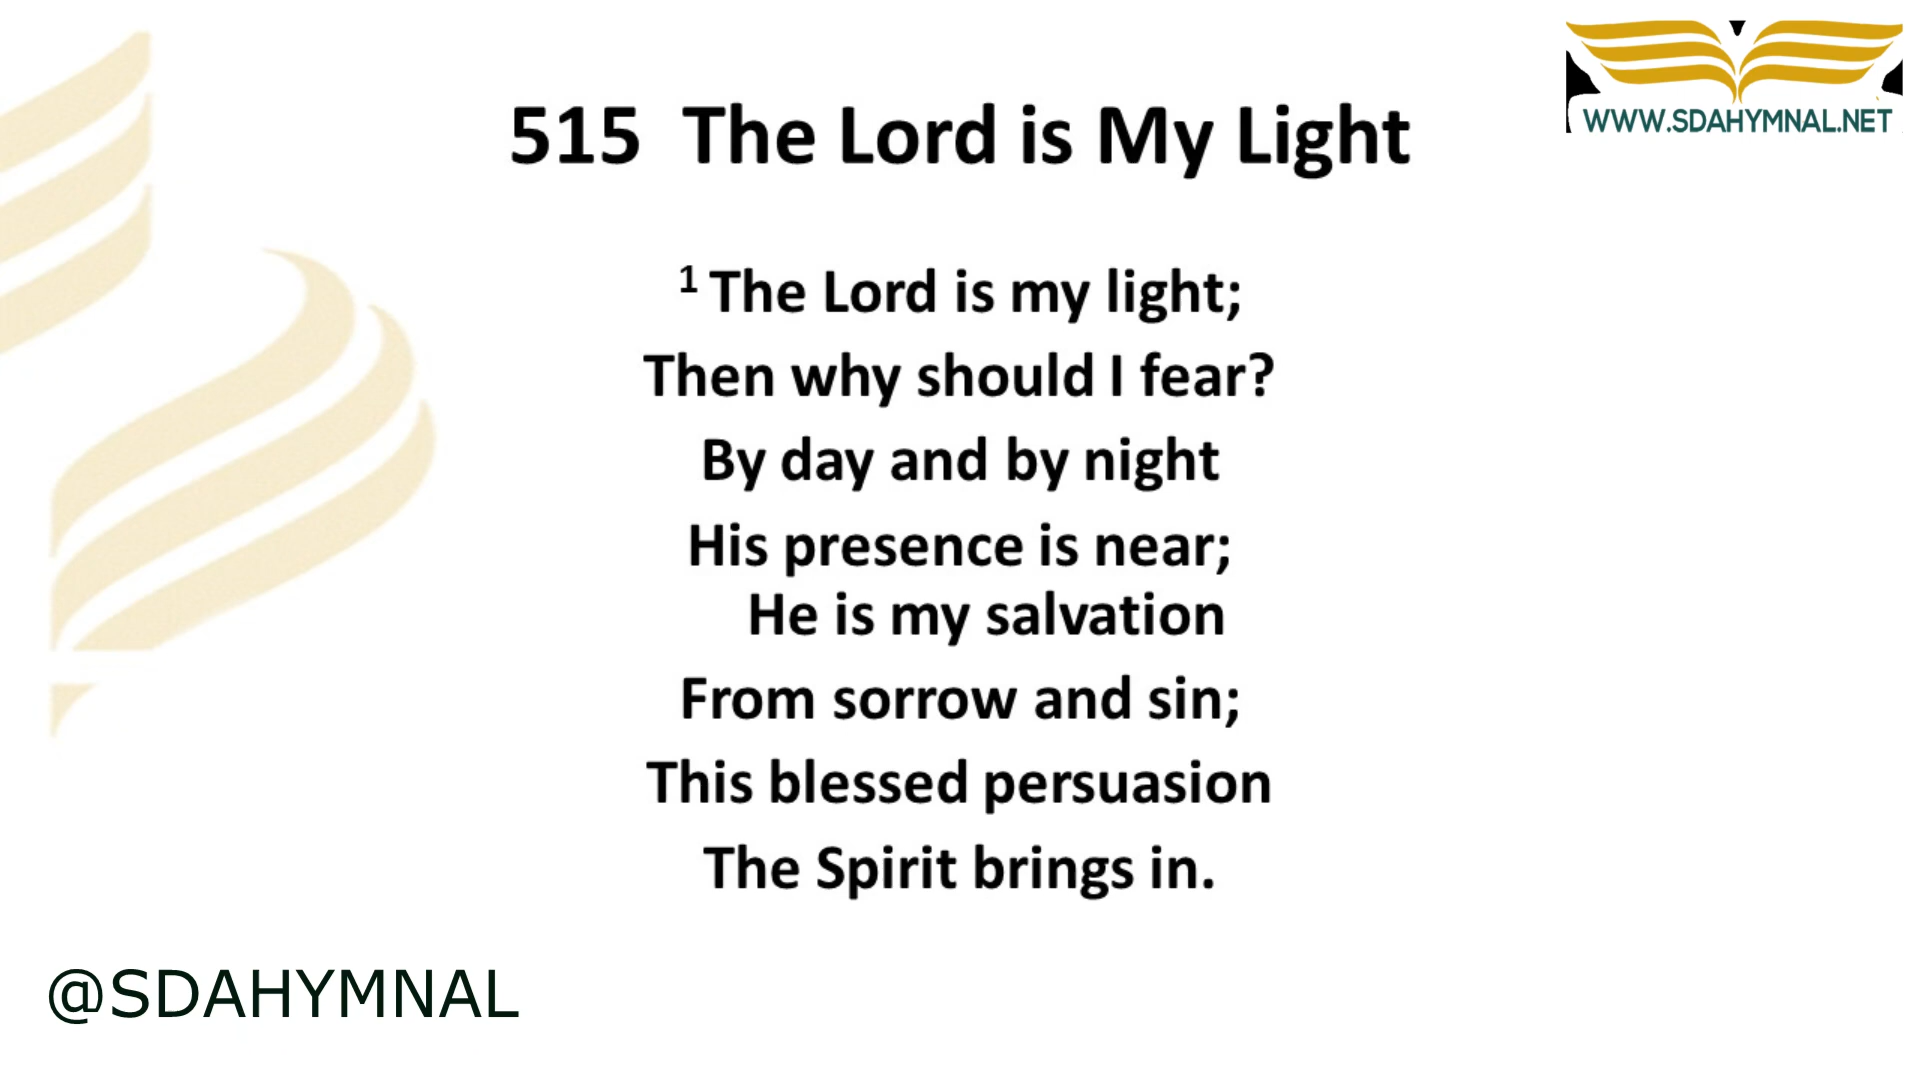 WWW.SDAHYMNAL.NET
515 The Lord is My Light
1 The Lord is my light;
Then why should I fear?
By day and by night
His presence is near;
He is my salvation
From sorrow and sin;
This blessed persuasion
The Spirit brings in.
@SDAHYMNAL